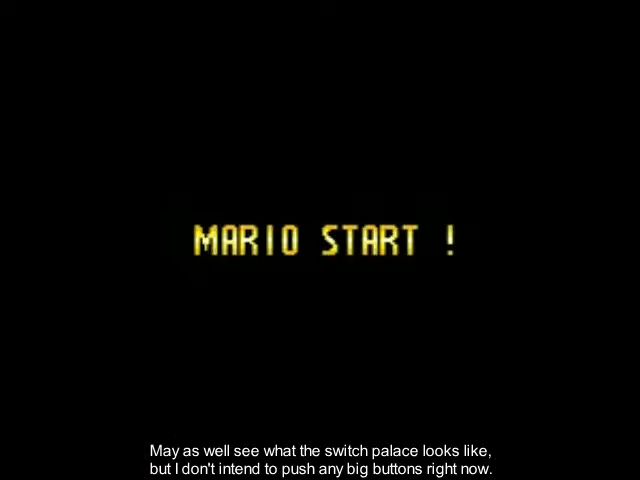 MARIO START !
May as well see what the switch palace looks like,
but I don't intend to push any big buttons right now.